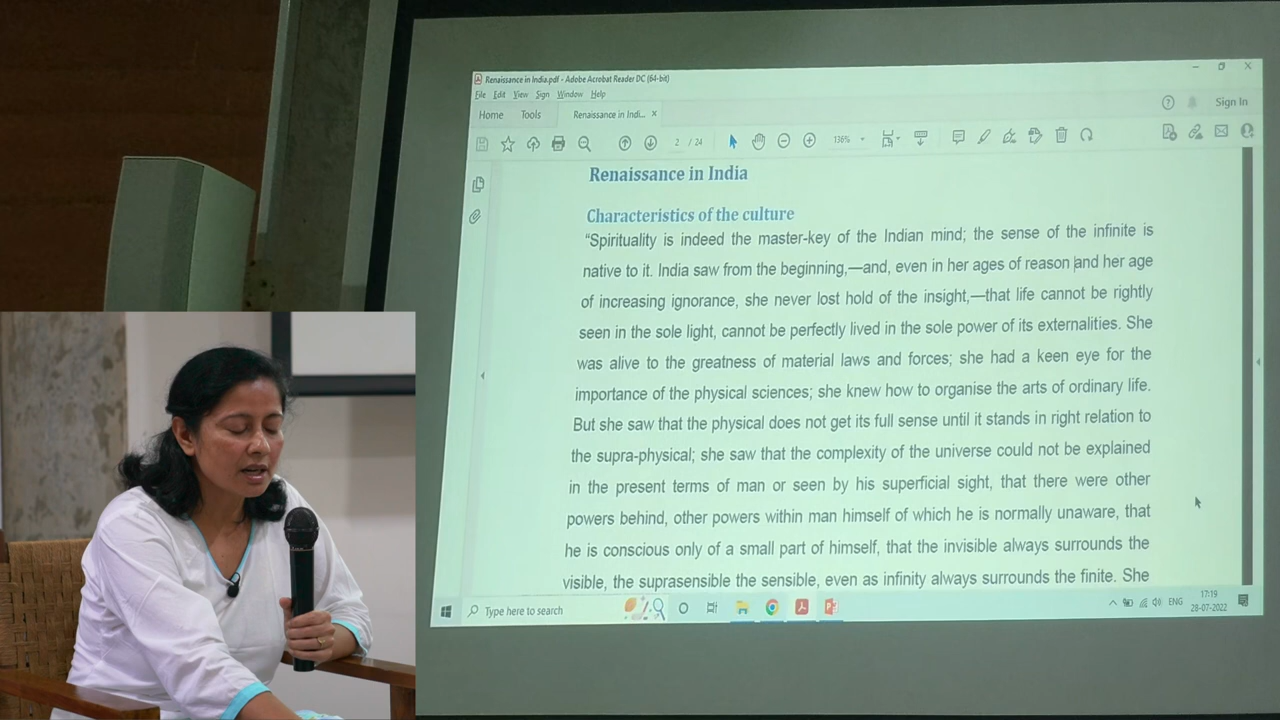 Renaissance in India.pdf - Adobe Acrobat Reader DC (64-bit)
File Edit View Sign Window Help
Home Tools Renaissance in Indi... × Sign In
2 / 24 136%
Renaissance in India
Characteristics of the culture
“Spirituality is indeed the master-key of the Indian mind; the sense of the infinite is
native to it. India saw from the beginning,—and, even in her ages of reason and her age
of increasing ignorance, she never lost hold of the insight,—that life cannot be rightly
seen in the sole light, cannot be perfectly lived in the sole power of its externalities. She
was alive to the greatness of material laws and forces; she had a keen eye for the
importance of the physical sciences; she knew how to organise the arts of ordinary life.
But she saw that the physical does not get its full sense until it stands in right relation to
the supra-physical; she saw that the complexity of the universe could not be explained
in the present terms of man or seen by his superficial sight, that there were other
powers behind, other powers within man himself of which he is normally unaware, that
he is conscious only of a small part of himself, that the invisible always surrounds the
visible, the suprasensible the sensible, even as infinity always surrounds the finite. She
Type here to search ENG 17:19
28-07-2022